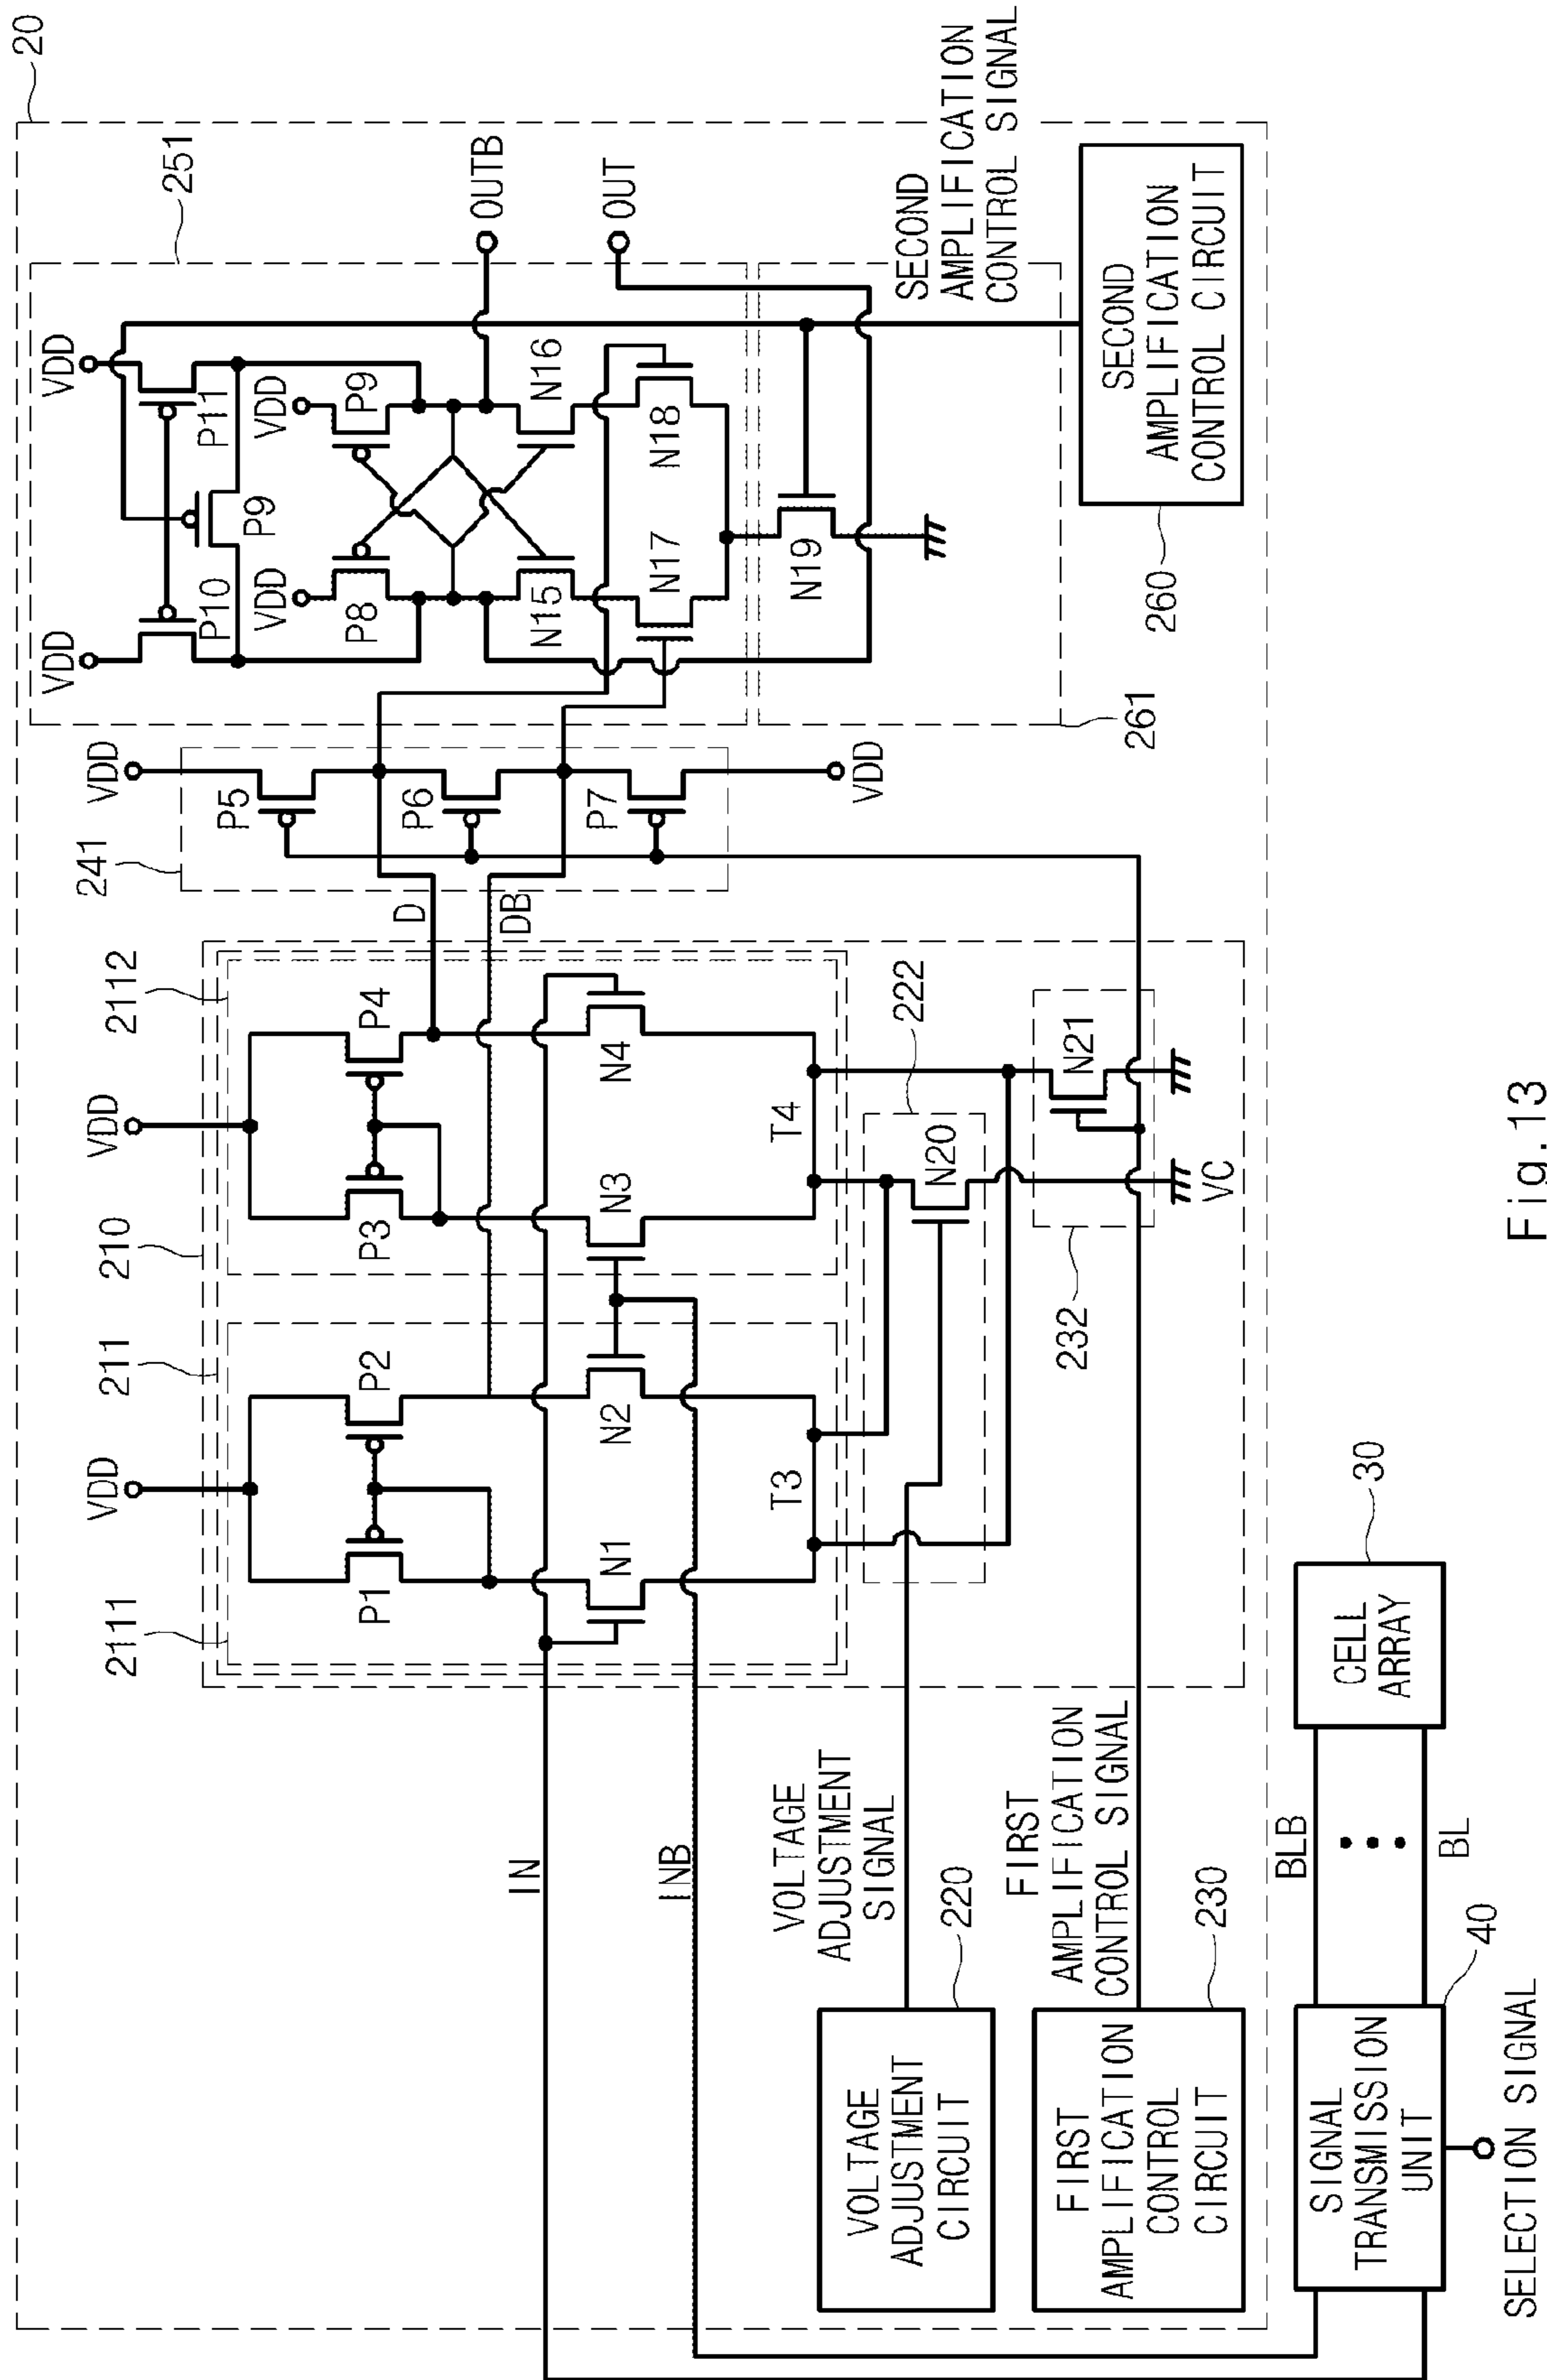 20
251
VDD
VDD
P10
P11
P9
VDD
VDD
P8
P9
OUTB
OUT
N15
N16
N17
N18
N19
SECOND
AMPLIFICATION
CONTROL SIGNAL
SECOND
AMPLIFICATION
CONTROL CIRCUIT
260
261
241
VDD
P5
P6
P7
VDD
D
DB
210
2112
VDD
P3
P4
N3
N4
T4
211
2111
VDD
P1
P2
N1
N2
T3
222
N20
N21
232
VC
IN
INB
VOLTAGE
ADJUSTMENT
SIGNAL
VOLTAGE
ADJUSTMENT
CIRCUIT
220
FIRST
AMPLIFICATION
CONTROL SIGNAL
FIRST
AMPLIFICATION
CONTROL
CIRCUIT
230
SIGNAL
TRANSMISSION
UNIT
40
SELECTION SIGNAL
BLB
BL
CELL
ARRAY
30
Fig.13